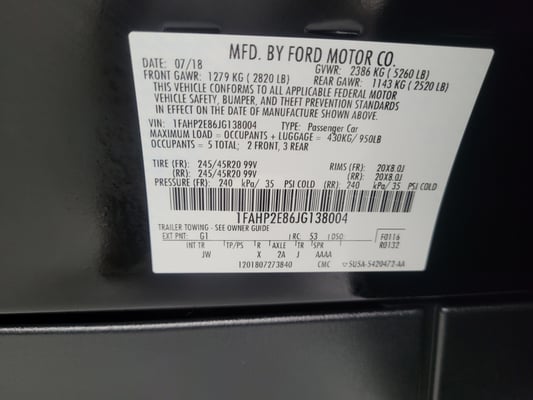 MFD. BY FORD MOTOR CO.
DATE: 07/18 GVWR: 2386 KG ( 5260 LB)
FRONT GAWR: 1279 KG ( 2820 LB) REAR GAWR: 1143 KG ( 2520 LB)
THIS VEHICLE CONFORMS TO ALL APPLICABLE FEDERAL MOTOR
VEHICLE SAFETY, BUMPER, AND THEFT PREVENTION STANDARDS
IN EFFECT ON THE DATE OF MANUFACTURE SHOWN ABOVE.
VIN: 1FAHP2E86JG138004 TYPE: Passenger Car
MAXIMUM LOAD = OCCUPANTS + LUGGAGE = 430KG/ 950LB
OCCUPANTS = 5 TOTAL; 2 FRONT, 3 REAR
TIRE (FR): 245/45R20 99V RIMS (FR): 20X8.0J
(RR): 245/45R20 99V (RR): 20X8.0J
PRESSURE (FR): 240 kPa/ 35 PSI COLD (RR): 240 kPa/ 35 PSI COLD
1FAHP2E86JG138004
TRAILER TOWING - SEE OWNER GUIDE
EXT PNT: G1 RC: 53 DSO: F0116
R0132
INT TR TP/PS R AXLE TR SPR
JW X 2A J AAAA
1201807273840 CMC SU5A-5420472-AA